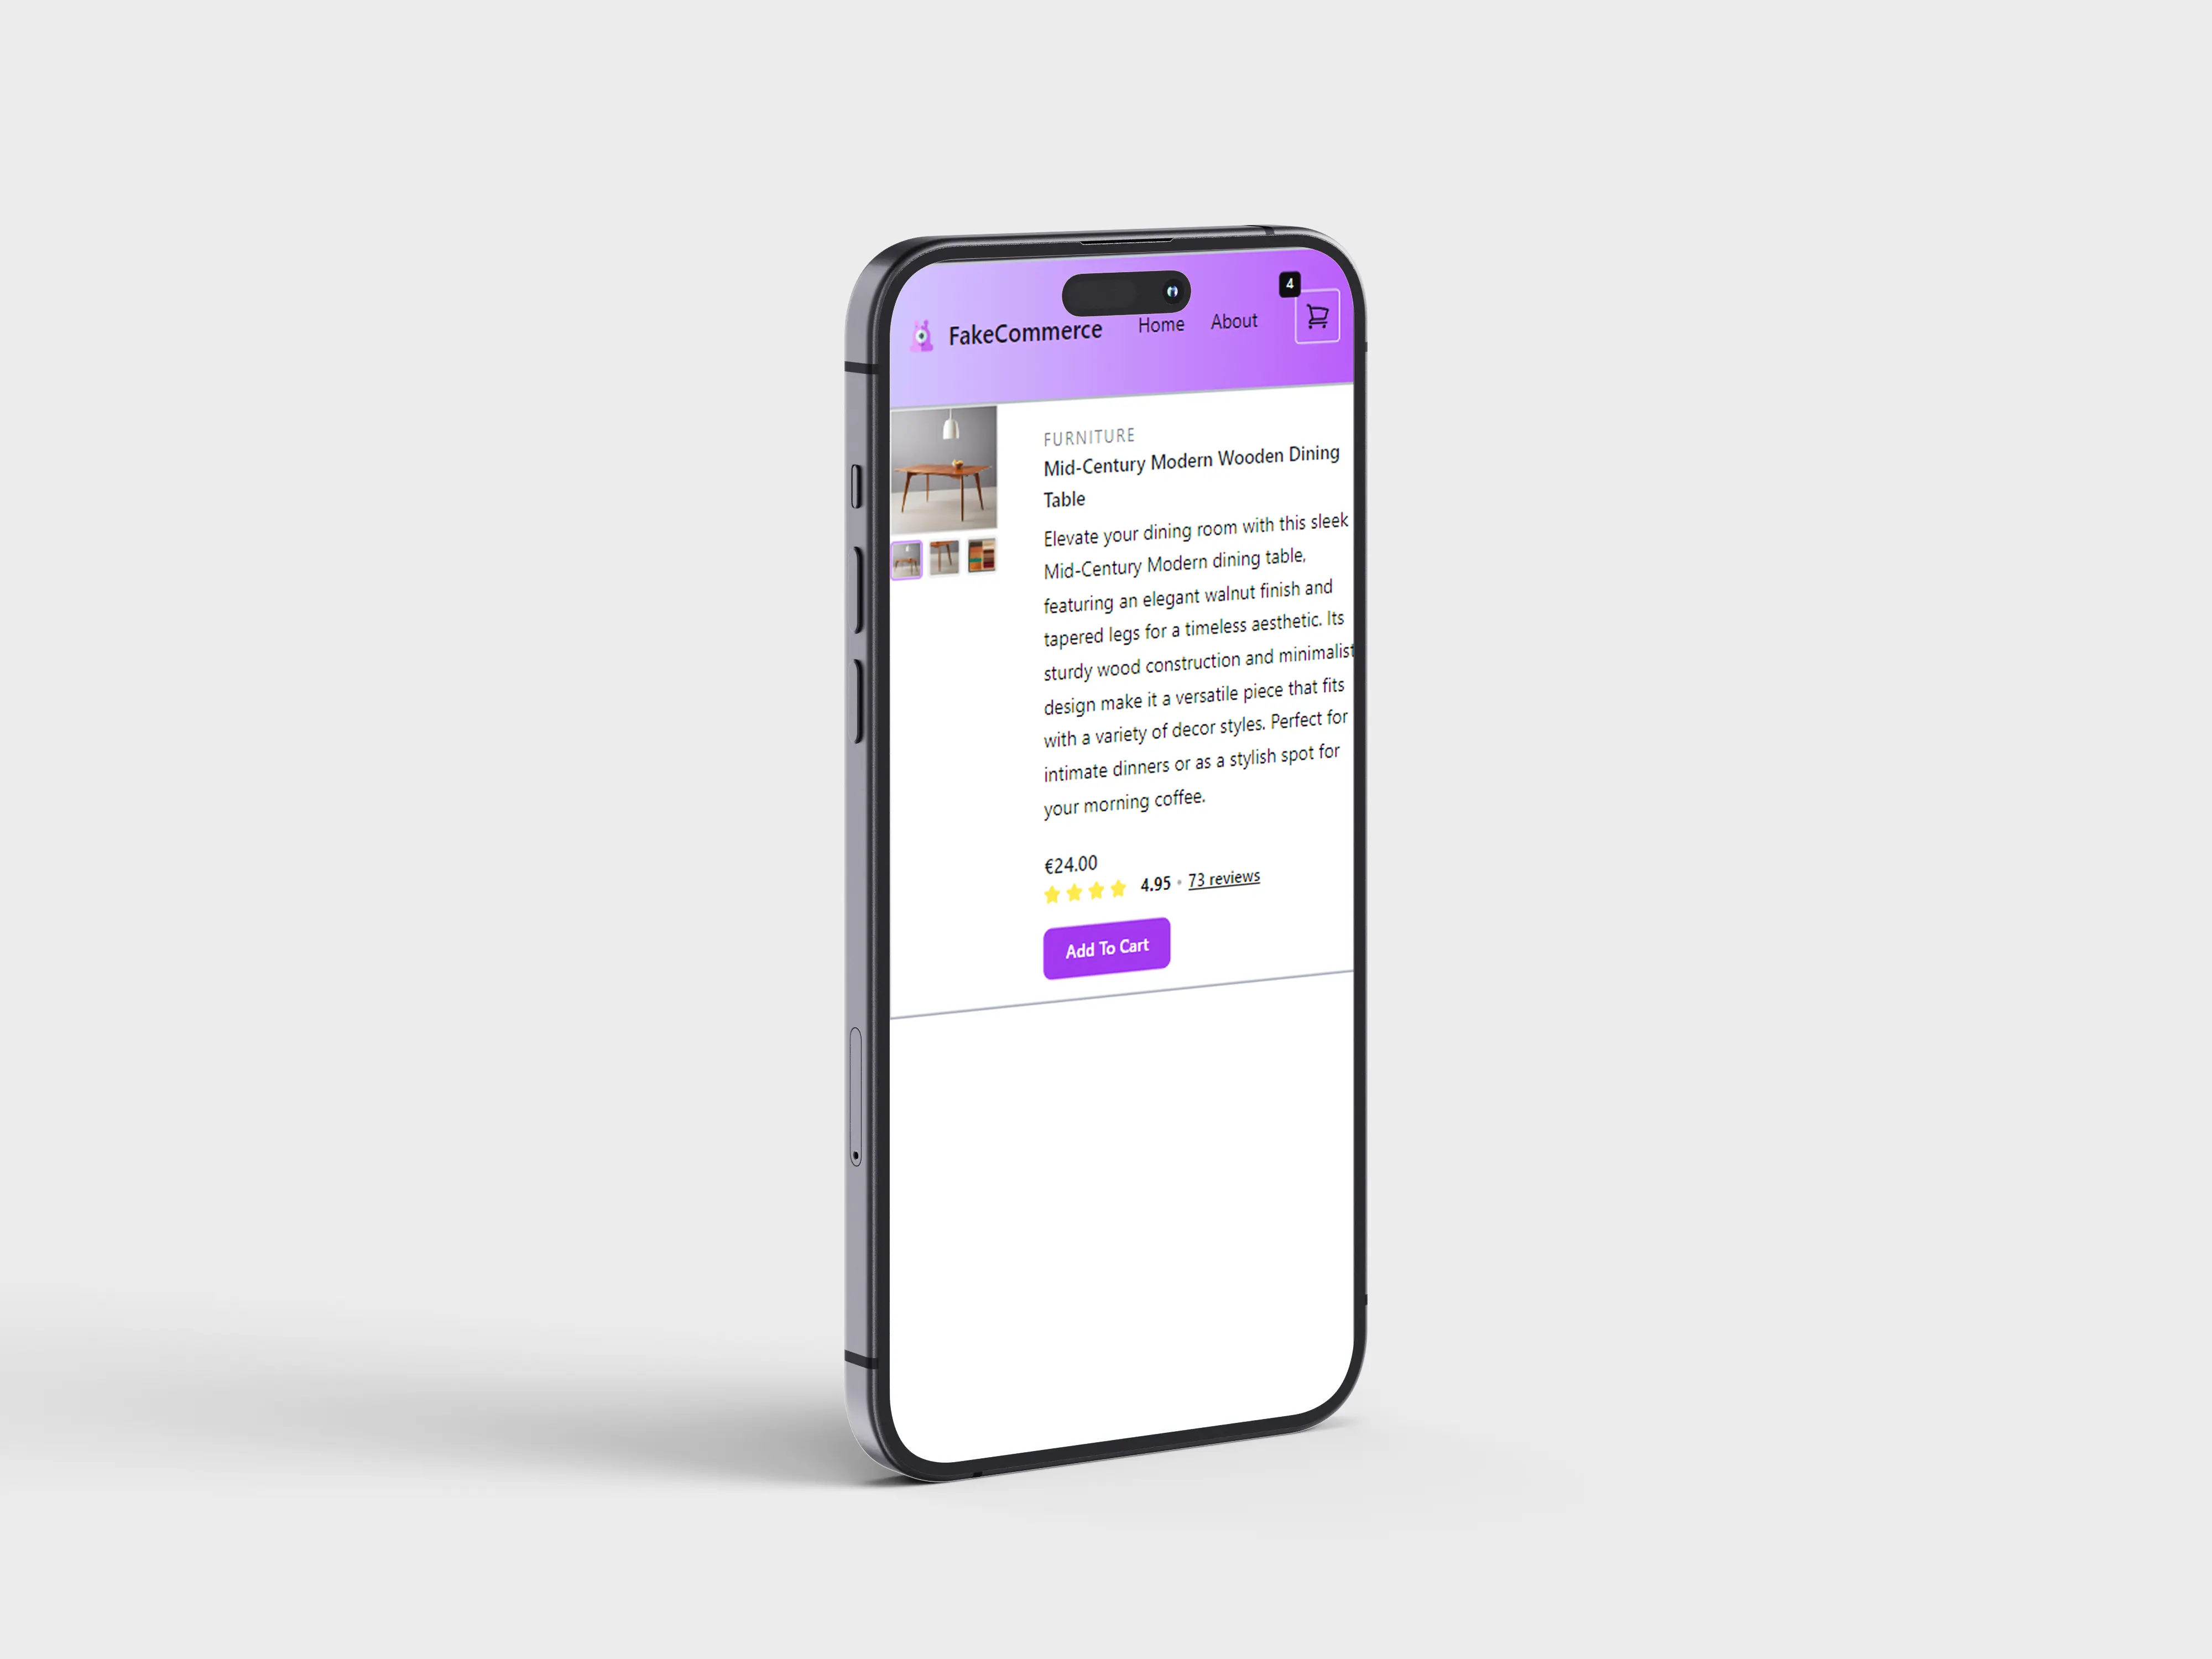 4
FakeCommerce
Home
About
FURNITURE
Mid-Century Modern Wooden Dining
Table
Elevate your dining room with this sleek
Mid-Century Modern dining table,
featuring an elegant walnut finish and
tapered legs for a timeless aesthetic. Its
sturdy wood construction and minimalist
design make it a versatile piece that fits
with a variety of decor styles. Perfect for
intimate dinners or as a stylish spot for
your morning coffee.
€24.00
4.95 • 73 reviews
Add To Cart